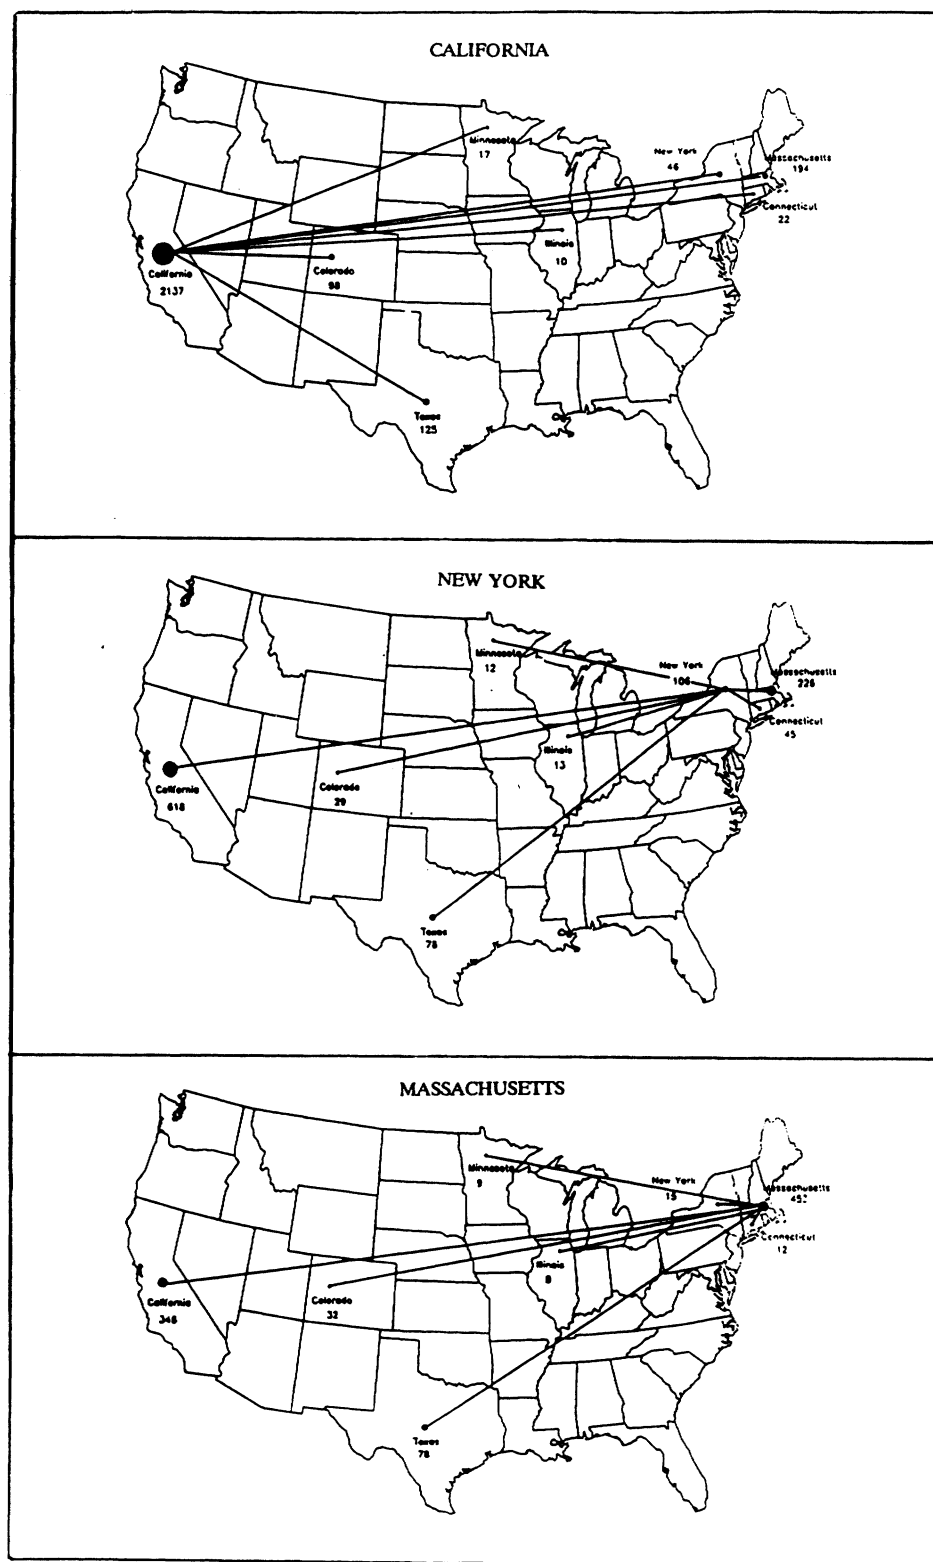 CALIFORNIA
Minnesota
17
New York
46
Massachusetts
194
Connecticut
22
Illinois
10
California
2137
Colorado
98
Texas
125
NEW YORK
Minnesota
12
New York
106
Massachusetts
226
Connecticut
45
Illinois
13
California
618
Colorado
29
Texas
78
MASSACHUSETTS
Minnesota
9
New York
15
Massachusetts
Connecticut
12
Illinois
8
California
348
Colorado
32
Texas
78